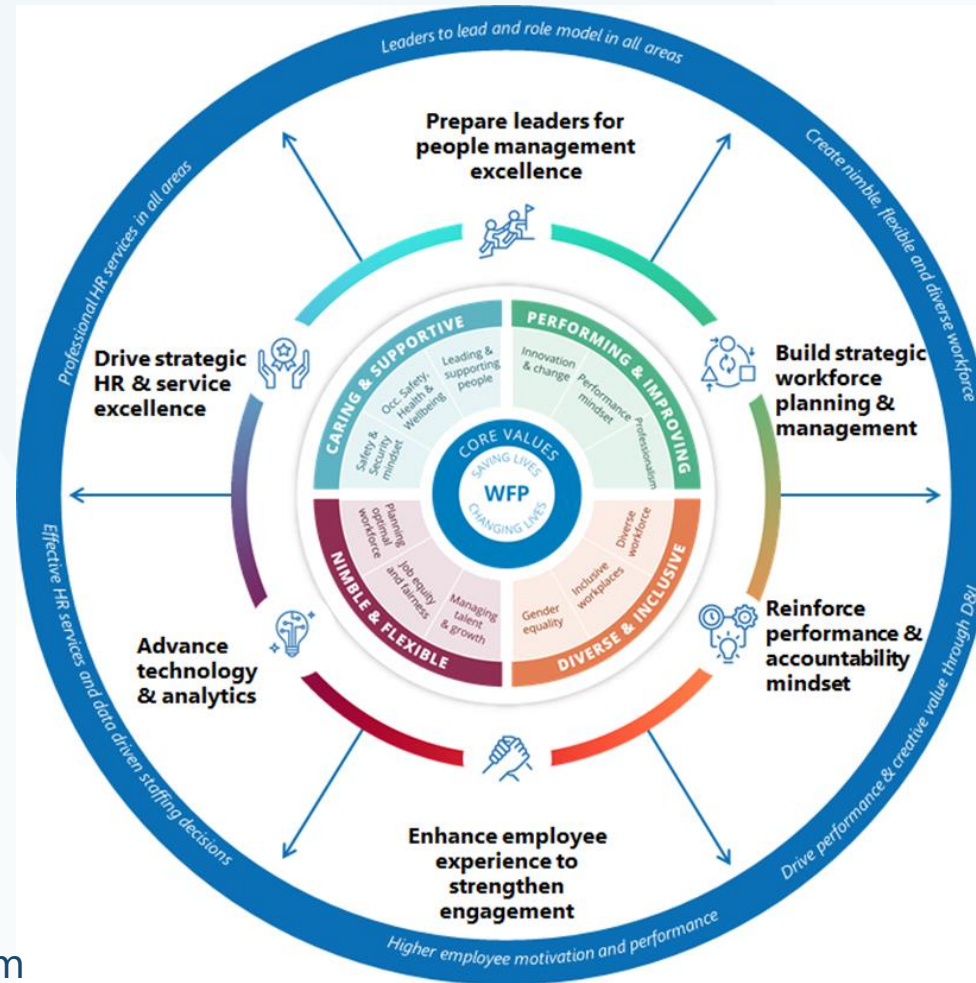 Leaders to lead and role model in all areas
Create nimble, flexible and diverse workforce
Drive performance & creative value through D&I
Higher employee motivation and performance
Effective HR services and data driven staffing decisions
Professional HR services in all areas
Prepare leaders for
people management
excellence
Build strategic
workforce
planning &
management
Reinforce
performance &
accountability
mindset
Enhance employee
experience to
strengthen
engagement
Advance
technology
& analytics
Drive strategic
HR & service
excellence
CARING & SUPPORTIVE
Safety &
Security
mindset
Occ. Safety,
Health &
Wellbeing
Leading &
supporting
people
PERFORMING & IMPROVING
Innovation
& change
Performance
mindset
Professionalism
DIVERSE & INCLUSIVE
Diverse
workforce
Inclusive
workplaces
Gender
equality
NIMBLE & FLEXIBLE
Planning
optimal
workforce
Job equity
and fairness
Managing
talent
& growth
CORE VALUES
SAVING LIVES
WFP
CHANGING LIVES